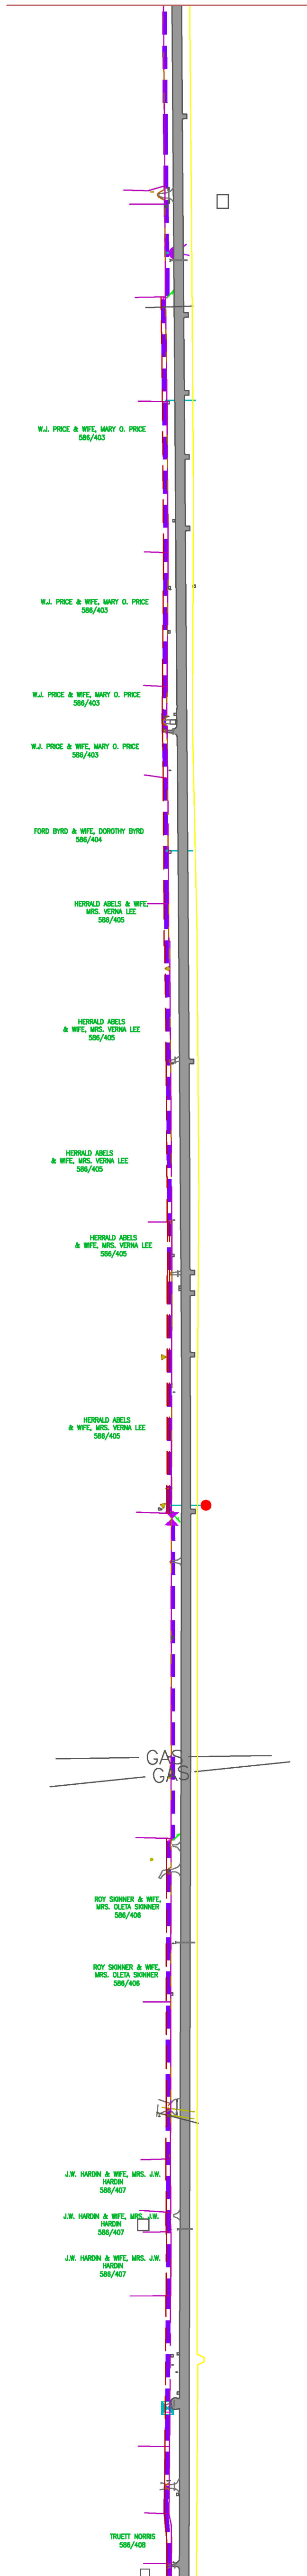 W.J. PRICE & WIFE, MARY O. PRICE
586/403
W.J. PRICE & WIFE, MARY O. PRICE
586/403
W.J. PRICE & WIFE, MARY O. PRICE
586/403
W.J. PRICE & WIFE, MARY O. PRICE
586/403
FORD BYRD & WIFE, DOROTHY BYRD
586/404
HERRALD ABELS & WIFE,
MRS. VERNA LEE
586/405
HERRALD ABELS
& WIFE, MRS. VERNA LEE
586/405
HERRALD ABELS
& WIFE, MRS. VERNA LEE
586/405
HERRALD ABELS
& WIFE, MRS. VERNA LEE
586/405
HERRALD ABELS
& WIFE, MRS. VERNA LEE
586/405
GAS
GAS
ROY SKINNER & WIFE,
MRS. OLETA SKINNER
586/406
ROY SKINNER & WIFE,
MRS. OLETA SKINNER
586/406
J.W. HARDIN & WIFE, MRS. J.W.
HARDIN
586/407
J.W. HARDIN & WIFE, MRS. J.W.
HARDIN
586/407
J.W. HARDIN & WIFE, MRS. J.W.
HARDIN
586/407
TRUETT NORRIS
586/408